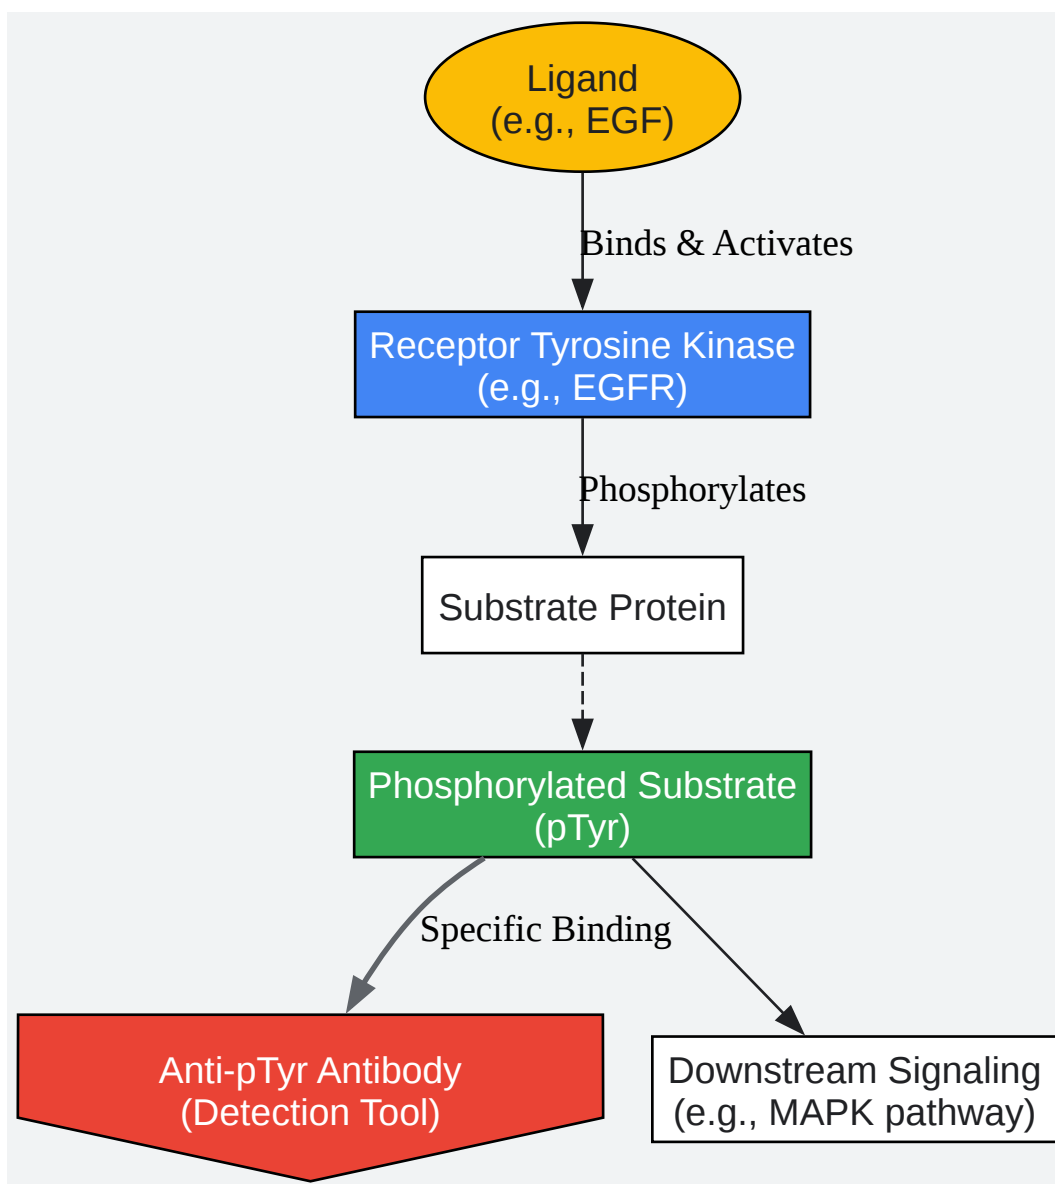 Ligand
(e.g., EGF)
Binds & Activates
Receptor Tyrosine Kinase
(e.g., EGFR)
Phosphorylates
Substrate Protein
Phosphorylated Substrate
(pTyr)
Specific Binding
Anti-pTyr Antibody
(Detection Tool)
Downstream Signaling
(e.g., MAPK pathway)